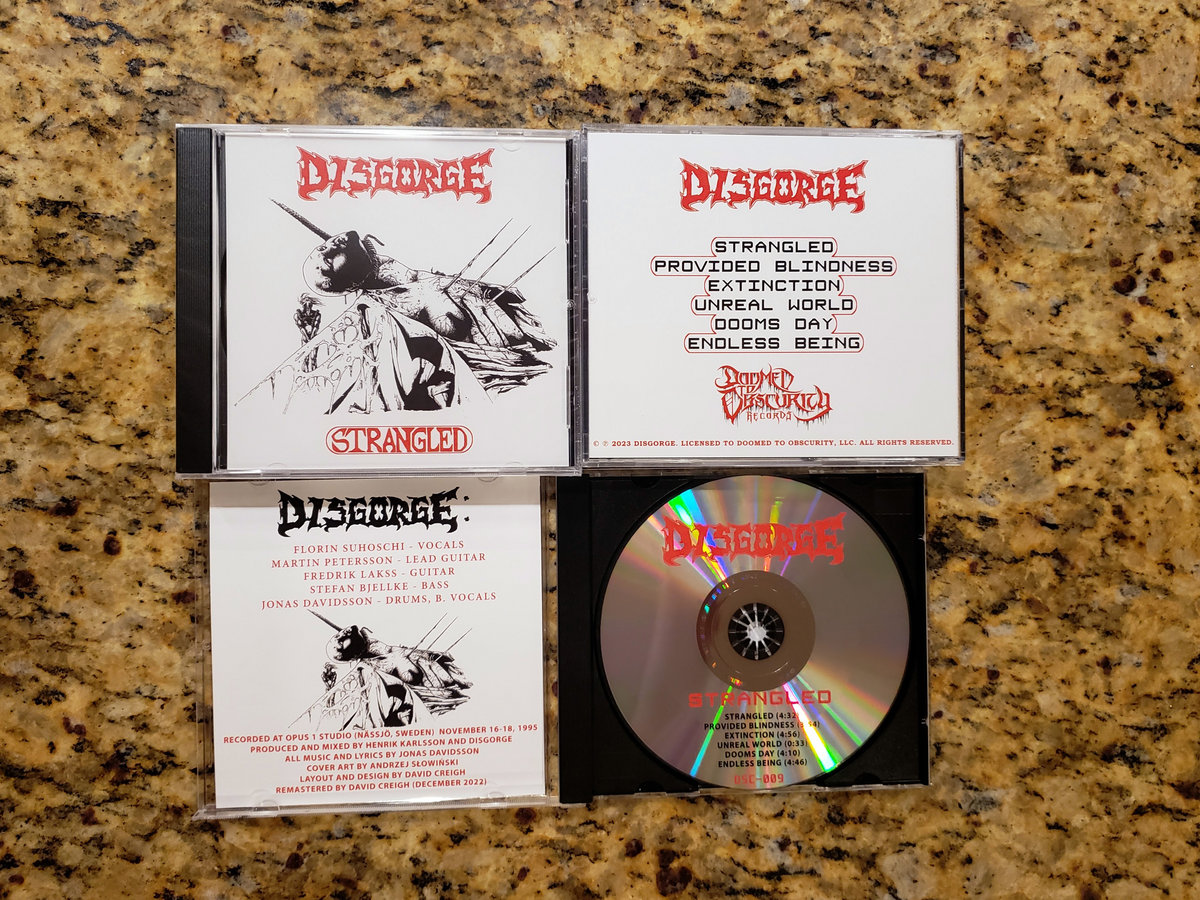 DISGORGE
STRANGLED
DISGORGE
STRANGLED
PROVIDED BLINDNESS
EXTINCTION
UNREAL WORLD
DOOMS DAY
ENDLESS BEING
DOOMED
TO
OBSCURITY
RECORDS
© ℗ 2023 DISGORGE. LICENSED TO DOOMED TO OBSCURITY, LLC. ALL RIGHTS RESERVED.
DISGORGE:
FLORIN SUHOSCHI - VOCALS
MARTIN PETERSSON - LEAD GUITAR
FREDRIK LAKSS - GUITAR
STEFAN BJELLKE - BASS
JONAS DAVIDSSON - DRUMS, B. VOCALS
RECORDED AT OPUS 1 STUDIO (NÄSSJÖ, SWEDEN) NOVEMBER 16-18, 1995
PRODUCED AND MIXED BY HENRIK KARLSSON AND DISGORGE
ALL MUSIC AND LYRICS BY JONAS DAVIDSSON
COVER ART BY ANDRZEJ SŁOWIŃSKI
LAYOUT AND DESIGN BY DAVID CREIGH
REMASTERED BY DAVID CREIGH (DECEMBER 2022)
DISGORGE
STRANGLED
STRANGLED (4:32)
PROVIDED BLINDNESS
EXTINCTION (4:56)
UNREAL WORLD (0:33)
DOOMS DAY (4:10)
ENDLESS BEING (4:46)
DSC-009